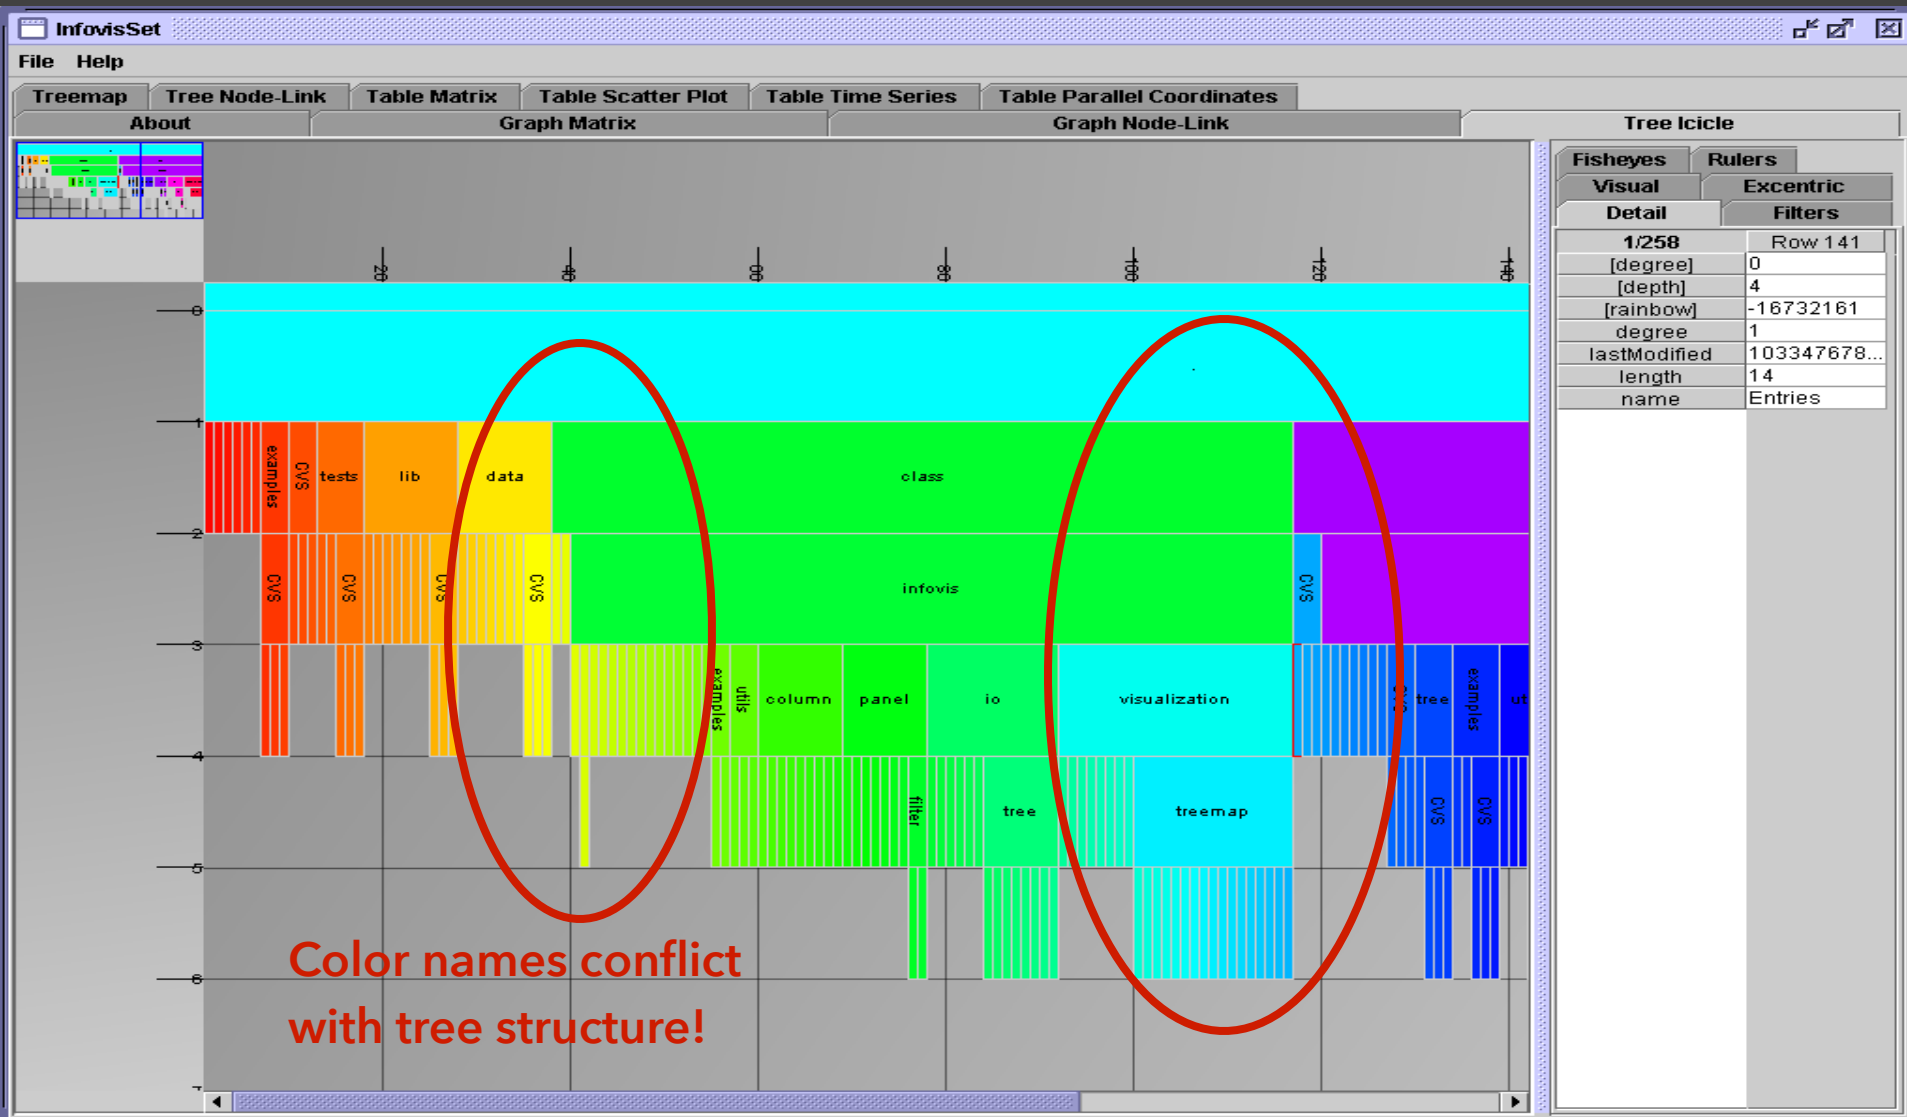 InfovisSet
File Help
Treemap Tree Node-Link Table Matrix Table Scatter Plot Table Time Series Table Parallel Coordinates
About Graph Matrix Graph Node-Link Tree Icicle
Fisheyes Rulers
Visual Excentric
Detail Filters
1/258 Row 141
[degree] 0
[depth] 4
[rainbow] -16732161
degree 1
lastModified 103347678...
length 14
name Entries
20 40 60 80 100 120 140
0
1
examples CVS tests lib data class
2
CVS CVS CVS CVS infovis CVS
3
examples utils column panel io visualization CVS tree examples ut
4
filter tree treemap CVS CVS
5
6
Color names conflict
with tree structure!